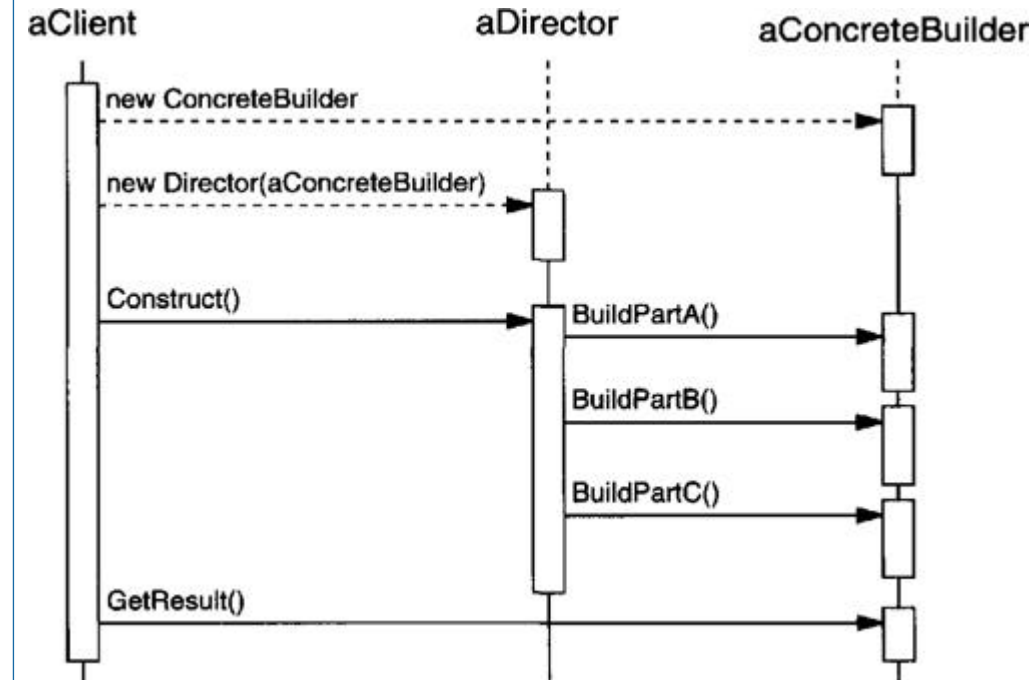 aClient
aDirector
aConcreteBuilder
new ConcreteBuilder
new Director(aConcreteBuilder)
Construct()
BuildPartA()
BuildPartB()
BuildPartC()
GetResult()